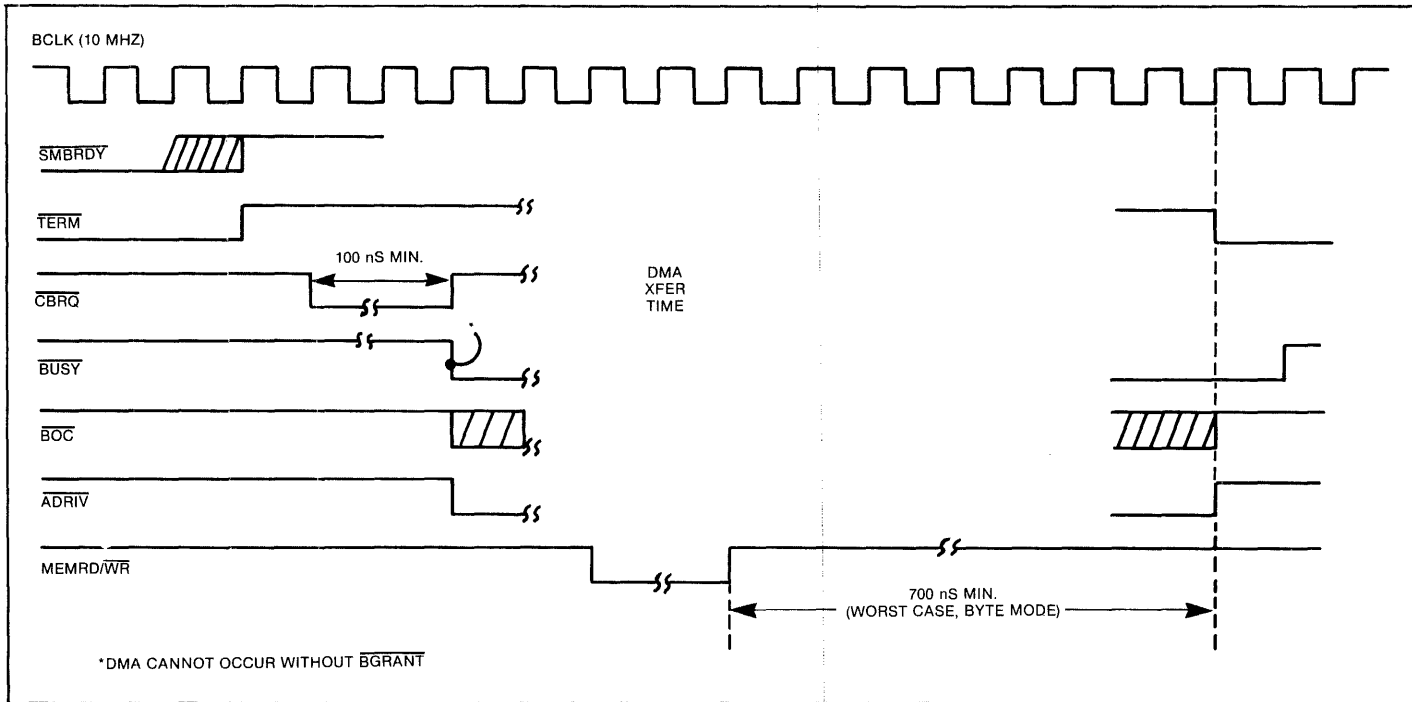 BCLK (10 MHZ)
SMBRDY
TERM
100 nS MIN.
CBRQ
DMA
XFER
TIME
BUSY
BOC
ADRIV
MEMRD/WR
700 nS MIN.
(WORST CASE, BYTE MODE)
*DMA CANNOT OCCUR WITHOUT BGRANT